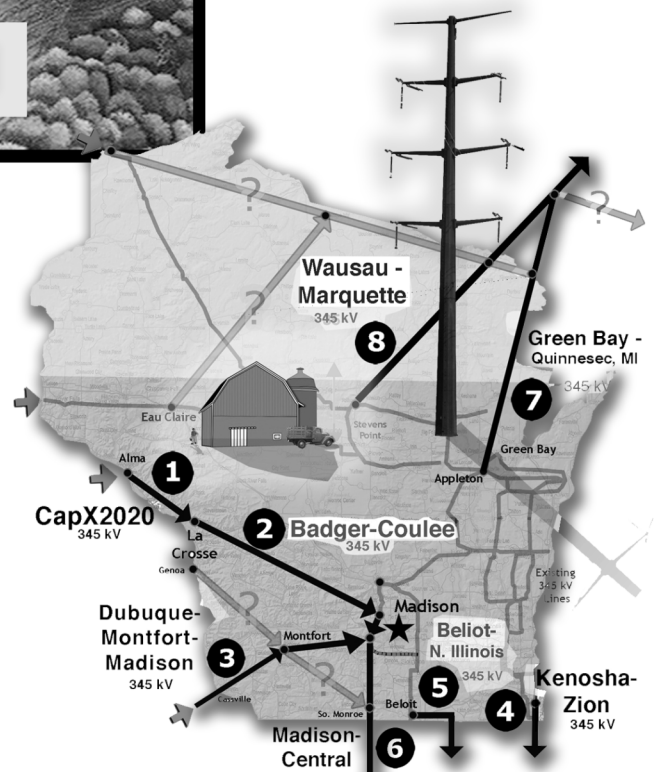 ?
?
Wausau -
Marquette
345 kV
8
?
Green Bay -
Quinnesec, MI
345 kV
7
Eau Claire
Stevens
Point
Green Bay
Appleton
Alma
1
CapX2020
345 kV
La
Crosse
2
Badger-Coulee
345 kV
Genoa
Existing
345 kV
Lines
?
Dubuque-
Montfort-
Madison
345 kV
3
Montfort
Madison
Beliot-
N. Illinois
345 kV
5
?
Cassville
So. Monroe
Beloit
4
Kenosha-
Zion
345 kV
Madison-
Central
6